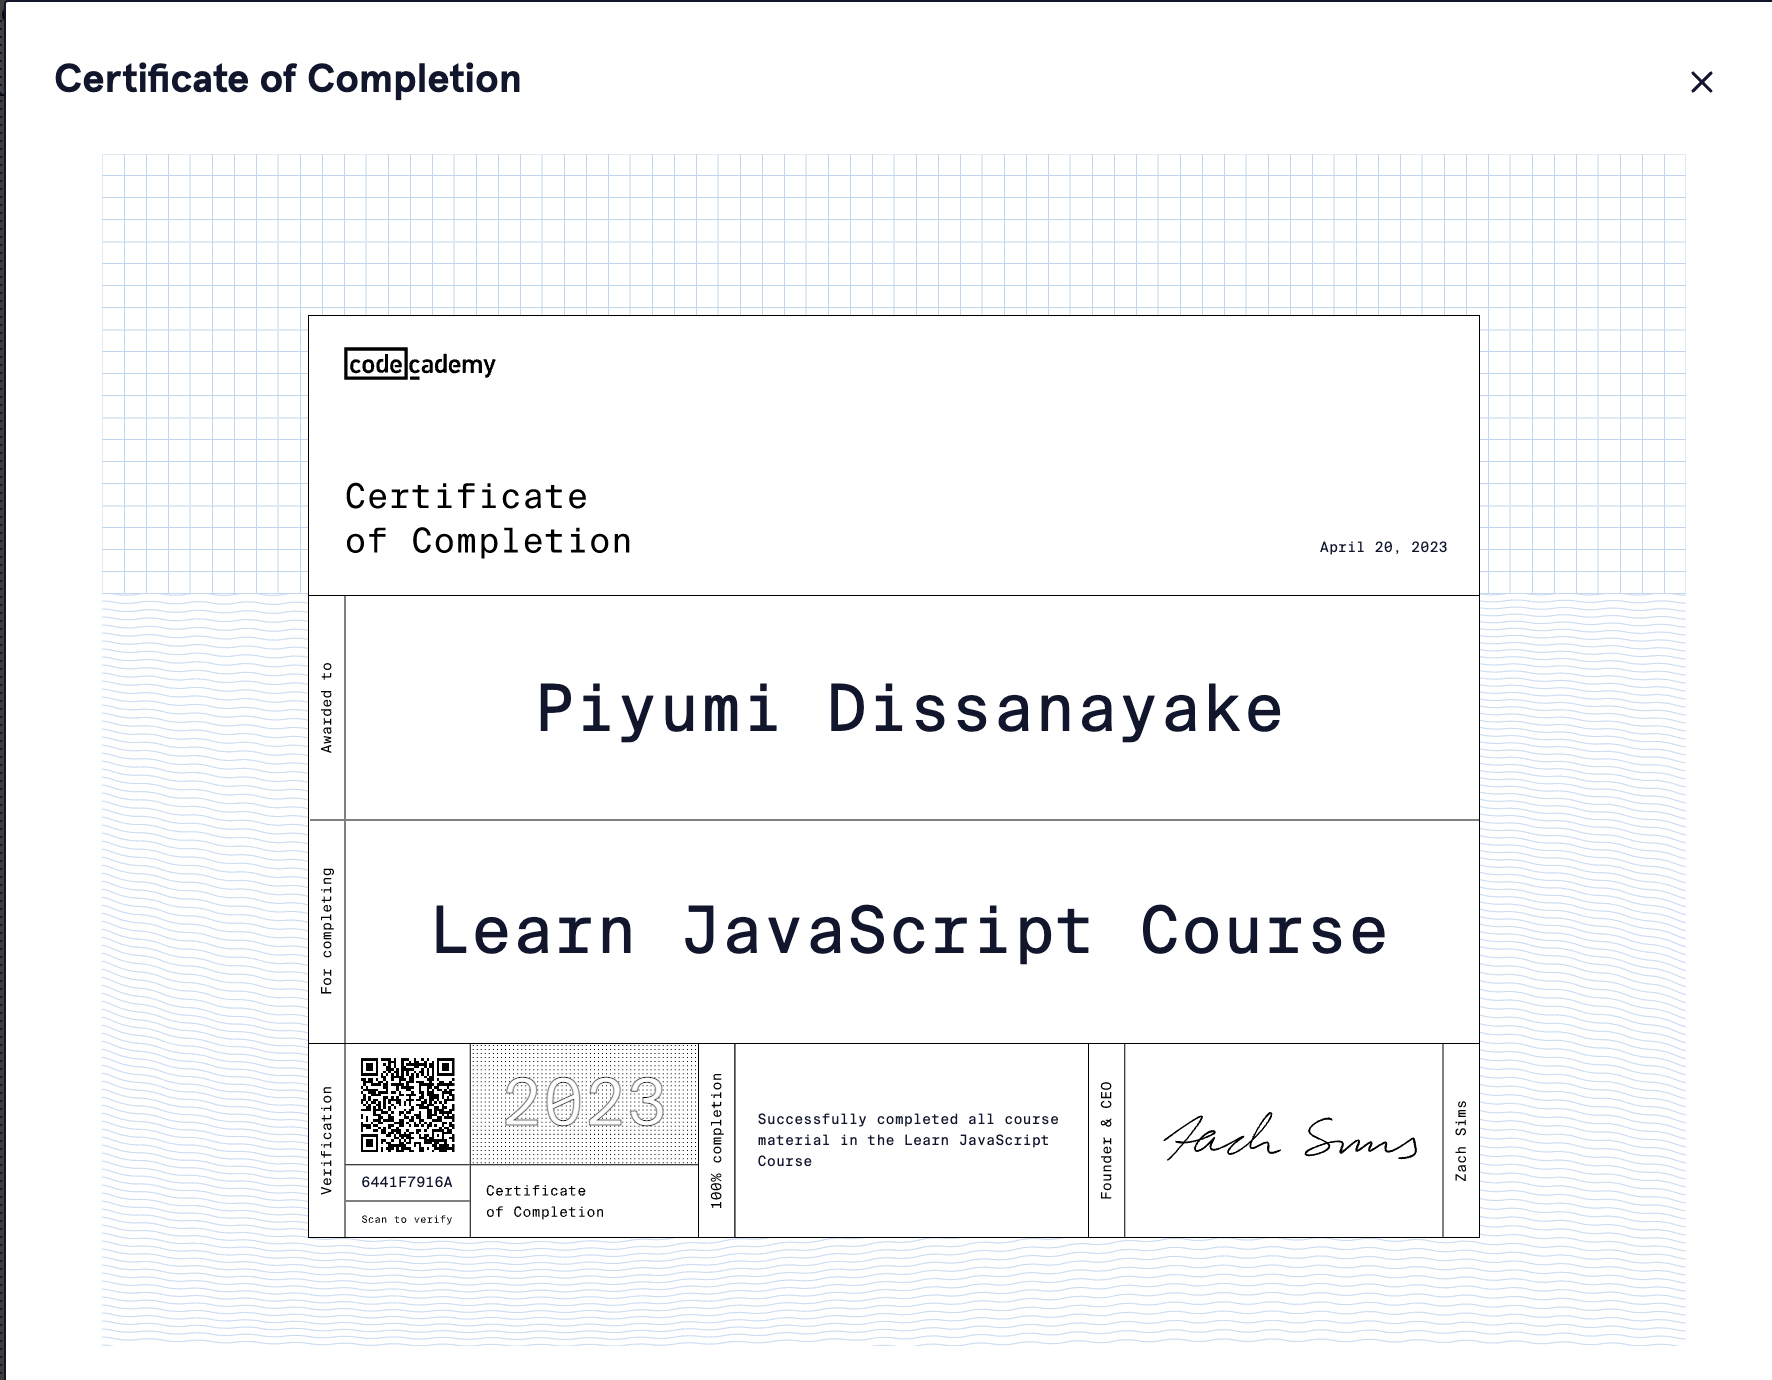 Certificate of Completion
codecademy
Certificate
of Completion
April 20, 2023
Awarded to
Piyumi Dissanayake
For completing
Learn JavaScript Course
Verification
6441F7916A
Scan to verify
2023
Certificate
of Completion
100% completion
Successfully completed all course
material in the Learn JavaScript
Course
Founder & CEO
Zach Sims
Zach Sims